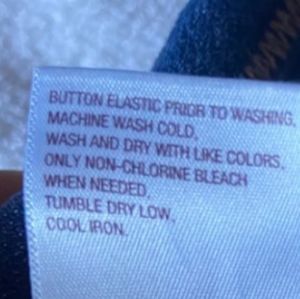 BUTTON ELASTIC PRIOR TO WASHING.
MACHINE WASH COLD.
WASH AND DRY WITH LIKE COLORS.
ONLY NON-CHLORINE BLEACH
WHEN NEEDED.
TUMBLE DRY LOW.
COOL IRON.